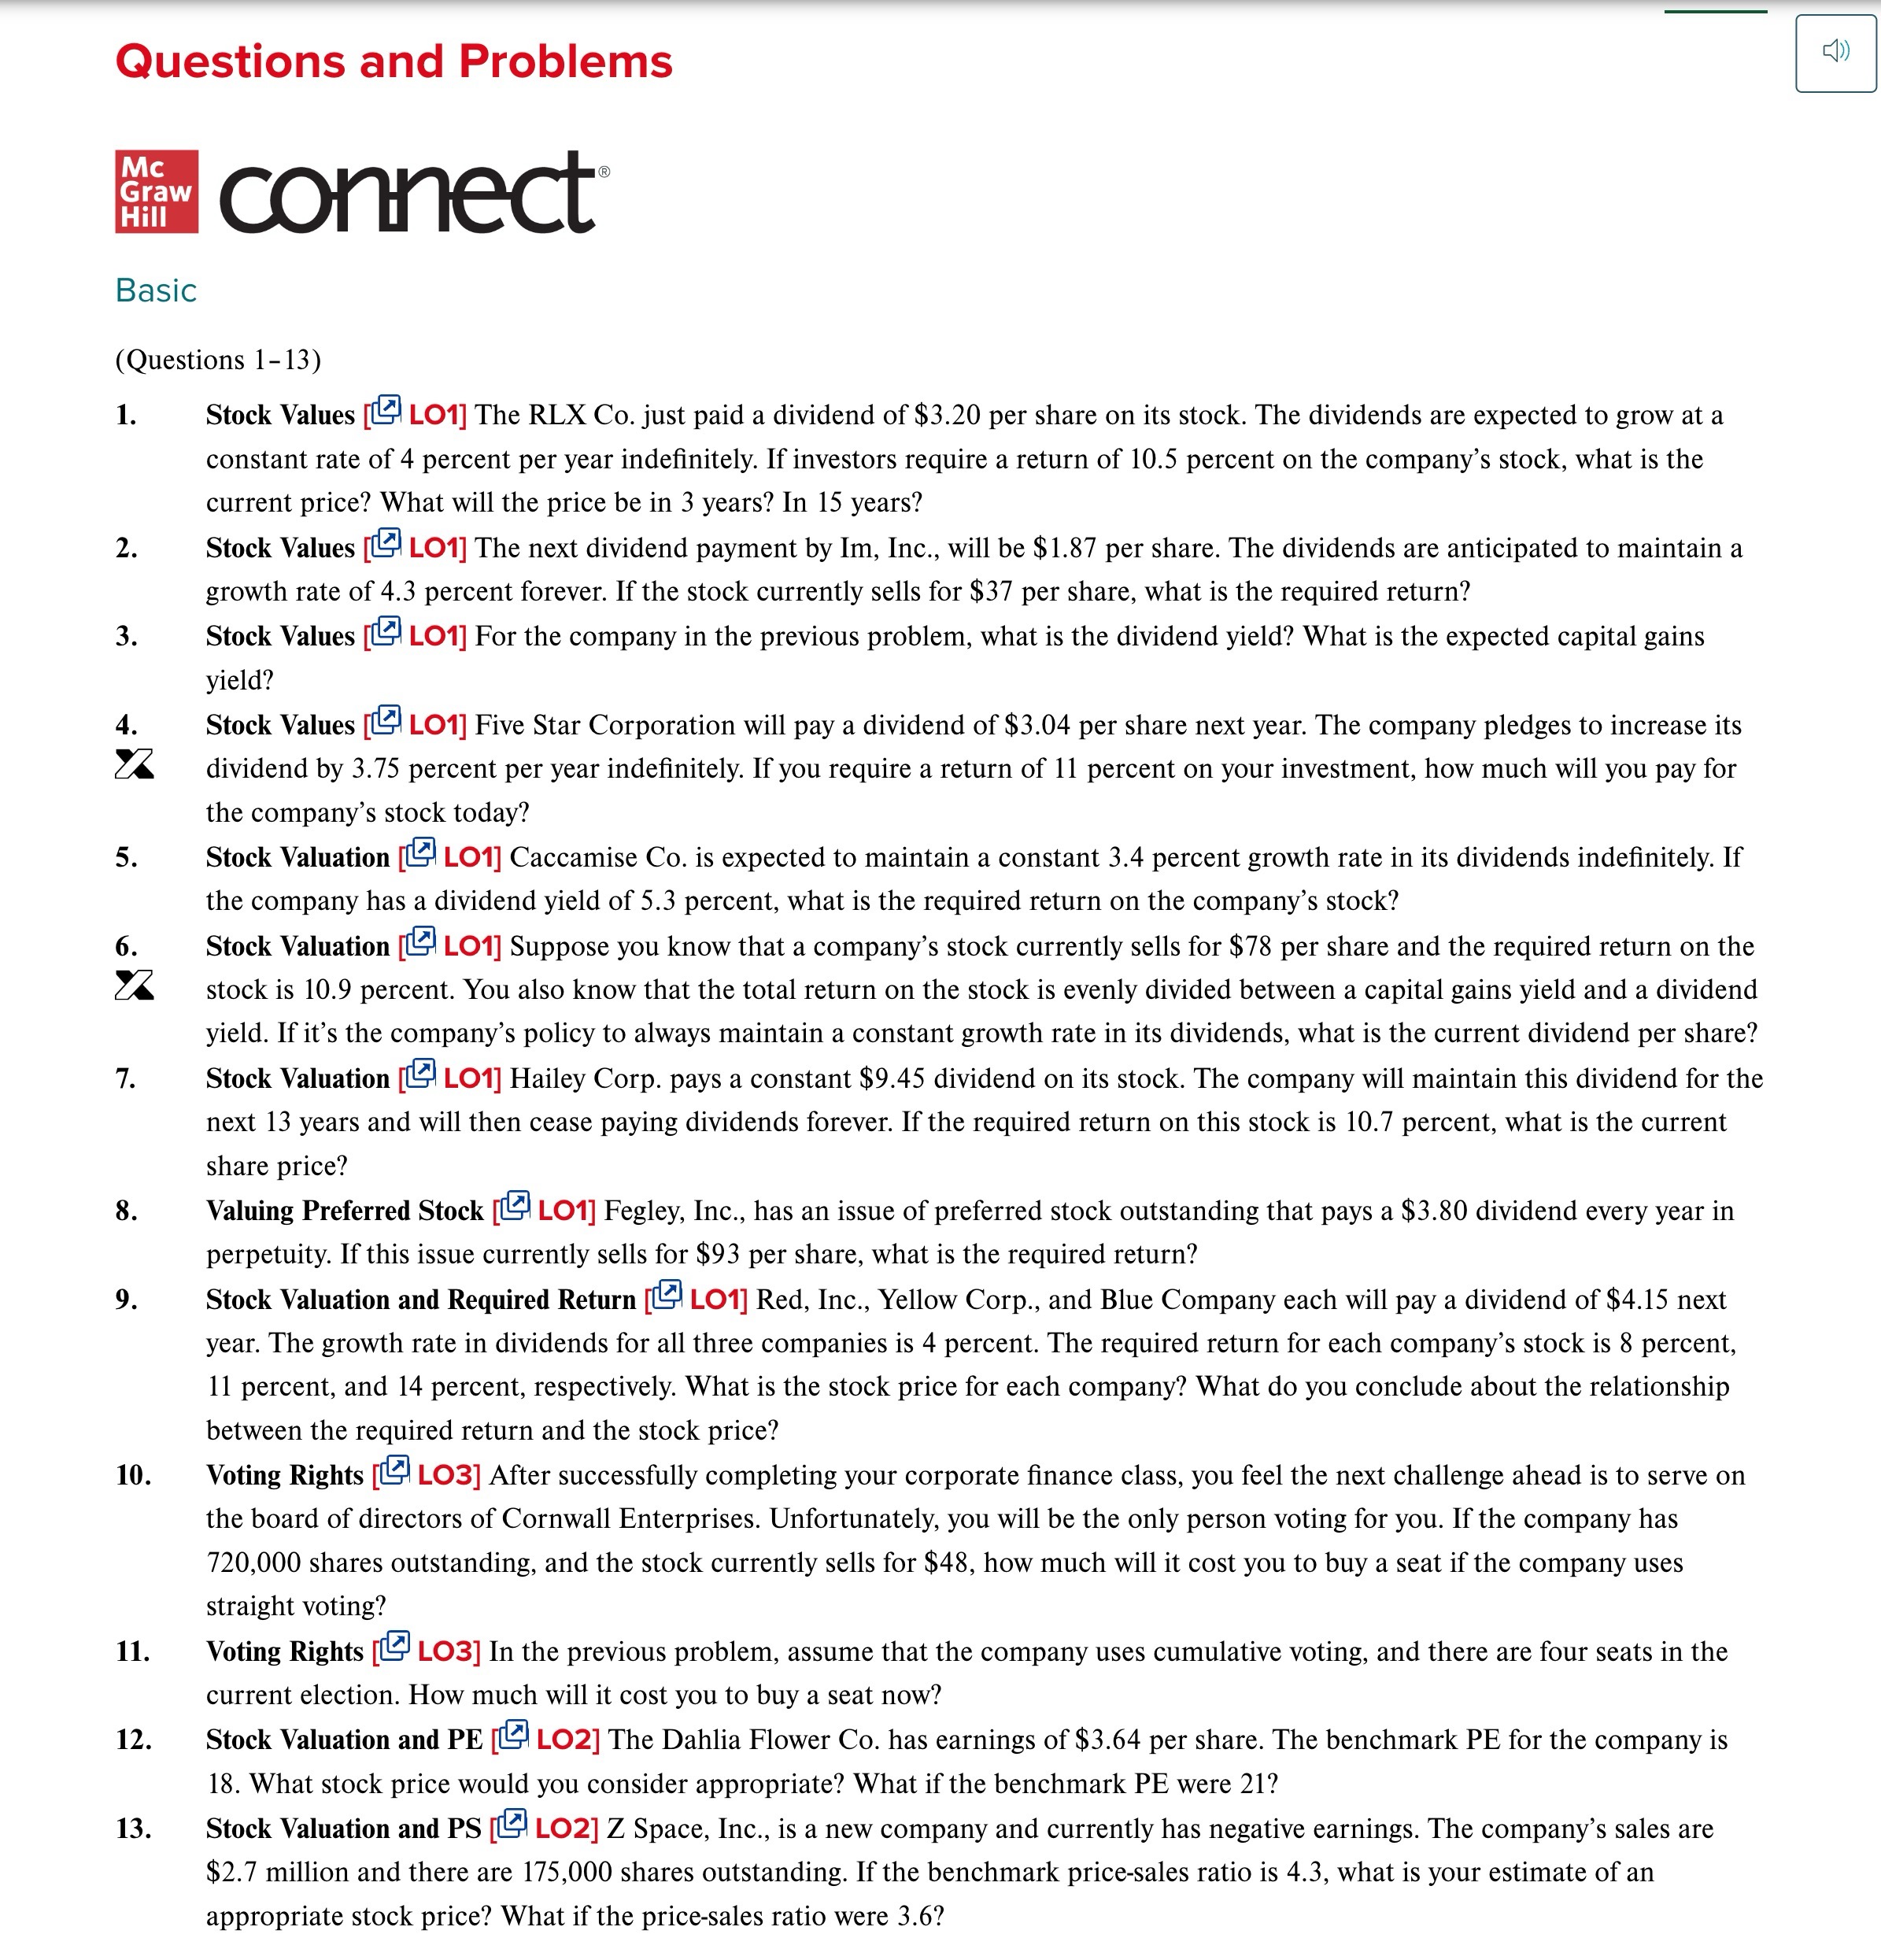 Questions and Problems
Mc
Graw
Hill
connect®
Basic
(Questions 1–13)
1. Stock Values [LO1] The RLX Co. just paid a dividend of $3.20 per share on its stock. The dividends are expected to grow at a
constant rate of 4 percent per year indefinitely. If investors require a return of 10.5 percent on the company’s stock, what is the
current price? What will the price be in 3 years? In 15 years?
2. Stock Values [LO1] The next dividend payment by Im, Inc., will be $1.87 per share. The dividends are anticipated to maintain a
growth rate of 4.3 percent forever. If the stock currently sells for $37 per share, what is the required return?
3. Stock Values [LO1] For the company in the previous problem, what is the dividend yield? What is the expected capital gains
yield?
4. Stock Values [LO1] Five Star Corporation will pay a dividend of $3.04 per share next year. The company pledges to increase its
dividend by 3.75 percent per year indefinitely. If you require a return of 11 percent on your investment, how much will you pay for
the company’s stock today?
5. Stock Valuation [LO1] Caccamise Co. is expected to maintain a constant 3.4 percent growth rate in its dividends indefinitely. If
the company has a dividend yield of 5.3 percent, what is the required return on the company’s stock?
6. Stock Valuation [LO1] Suppose you know that a company’s stock currently sells for $78 per share and the required return on the
stock is 10.9 percent. You also know that the total return on the stock is evenly divided between a capital gains yield and a dividend
yield. If it’s the company’s policy to always maintain a constant growth rate in its dividends, what is the current dividend per share?
7. Stock Valuation [LO1] Hailey Corp. pays a constant $9.45 dividend on its stock. The company will maintain this dividend for the
next 13 years and will then cease paying dividends forever. If the required return on this stock is 10.7 percent, what is the current
share price?
8. Valuing Preferred Stock [LO1] Fegley, Inc., has an issue of preferred stock outstanding that pays a $3.80 dividend every year in
perpetuity. If this issue currently sells for $93 per share, what is the required return?
9. Stock Valuation and Required Return [LO1] Red, Inc., Yellow Corp., and Blue Company each will pay a dividend of $4.15 next
year. The growth rate in dividends for all three companies is 4 percent. The required return for each company’s stock is 8 percent,
11 percent, and 14 percent, respectively. What is the stock price for each company? What do you conclude about the relationship
between the required return and the stock price?
10. Voting Rights [LO3] After successfully completing your corporate finance class, you feel the next challenge ahead is to serve on
the board of directors of Cornwall Enterprises. Unfortunately, you will be the only person voting for you. If the company has
720,000 shares outstanding, and the stock currently sells for $48, how much will it cost you to buy a seat if the company uses
straight voting?
11. Voting Rights [LO3] In the previous problem, assume that the company uses cumulative voting, and there are four seats in the
current election. How much will it cost you to buy a seat now?
12. Stock Valuation and PE [LO2] The Dahlia Flower Co. has earnings of $3.64 per share. The benchmark PE for the company is
18. What stock price would you consider appropriate? What if the benchmark PE were 21?
13. Stock Valuation and PS [LO2] Z Space, Inc., is a new company and currently has negative earnings. The company’s sales are
$2.7 million and there are 175,000 shares outstanding. If the benchmark price-sales ratio is 4.3, what is your estimate of an
appropriate stock price? What if the price-sales ratio were 3.6?